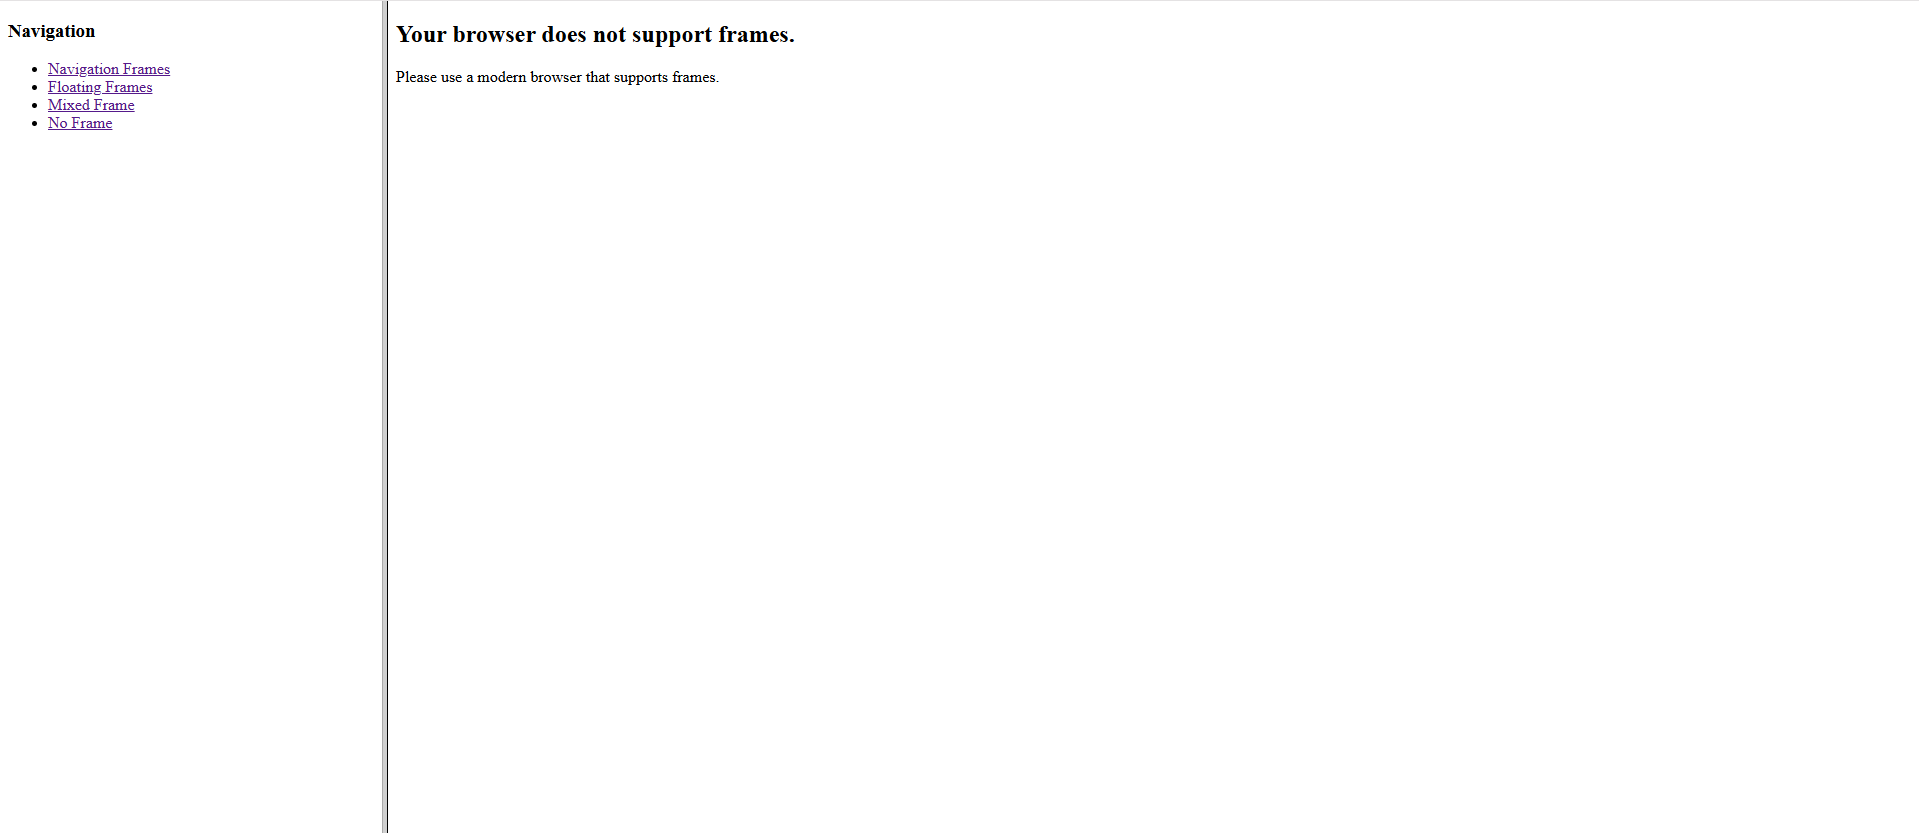 Navigation
Navigation Frames
Floating Frames
Mixed Frame
No Frame
Your browser does not support frames.
Please use a modern browser that supports frames.